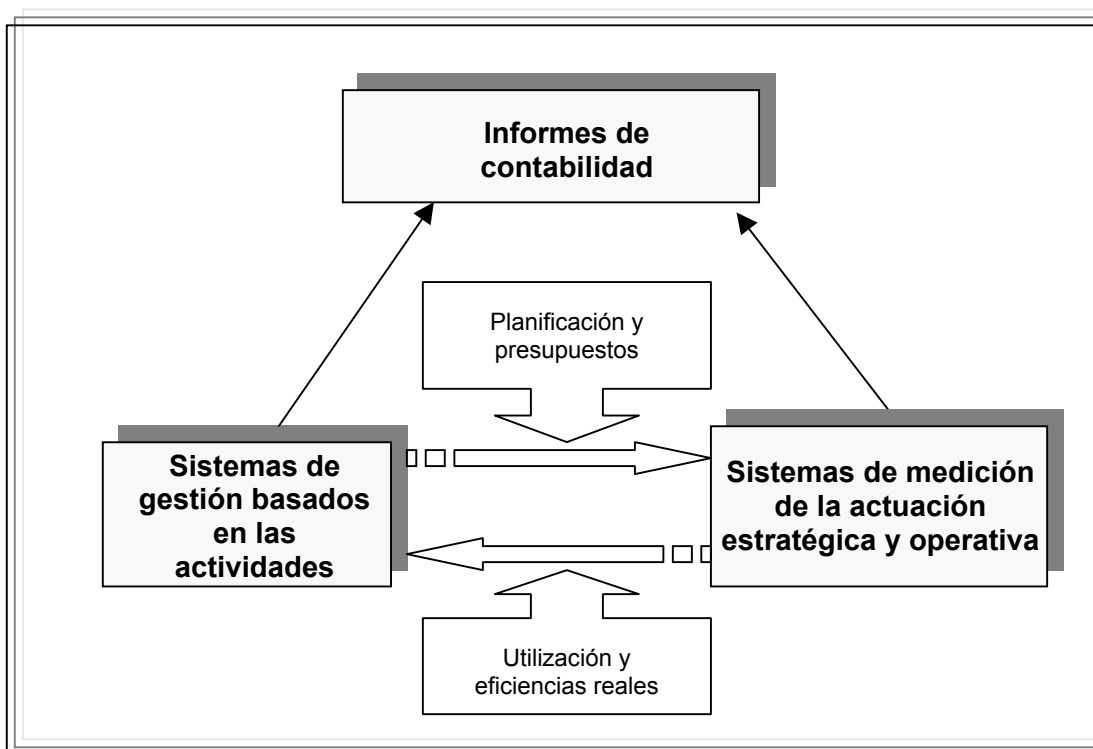 Informes de
contabilidad
Planificación y
presupuestos
Sistemas de
gestión basados
en las
actividades
Sistemas de medición
de la actuación
estratégica y operativa
Utilización y
eficiencias reales